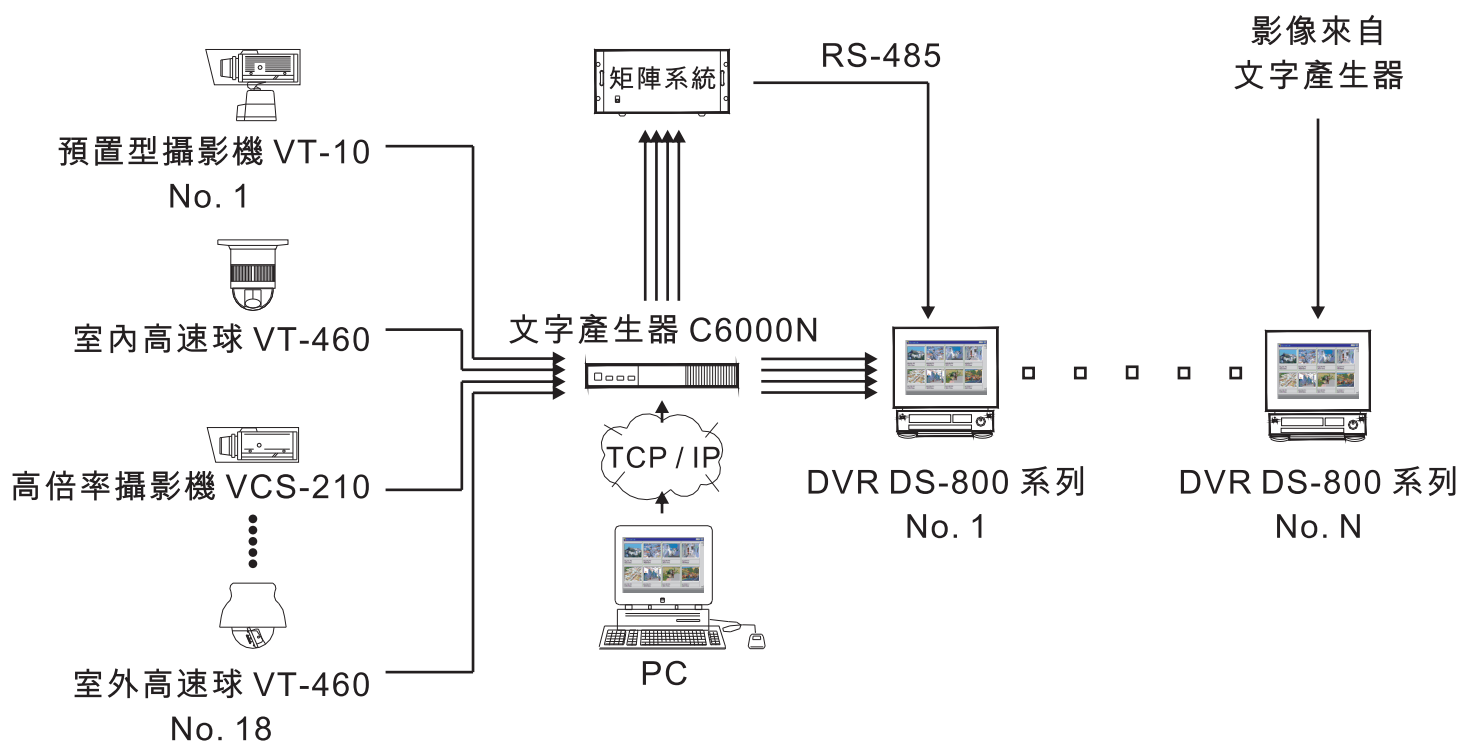 影像來自
文字產生器
RS-485
矩陣系統
預置型攝影機 VT-10
No. 1
室內高速球 VT-460
文字產生器 C6000N
高倍率攝影機 VCS-210
TCP / IP
DVR DS-800 系列
No. 1
DVR DS-800 系列
No. N
室外高速球 VT-460
No. 18
PC